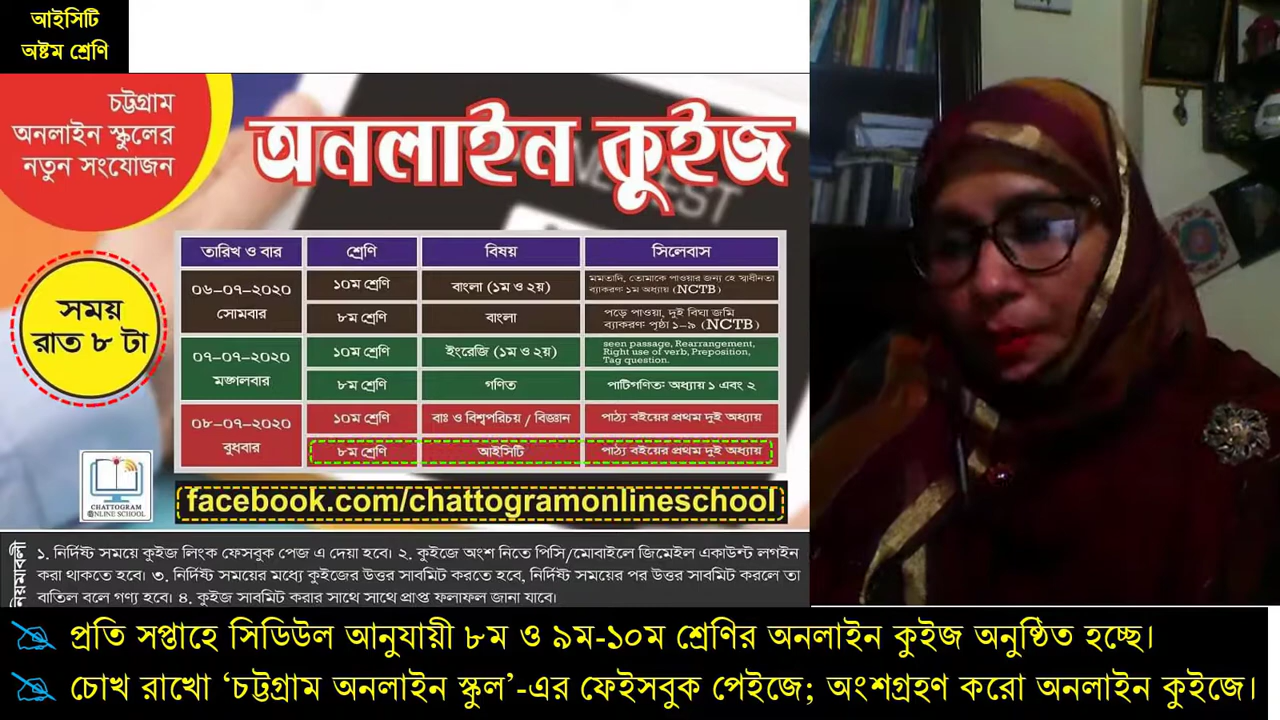 আইসিটি
অষ্টম শ্রেণি
চট্টগ্রাম
অনলাইন স্কুলের
নতুন সংযোজন
অনলাইন কুইজ
সময়
রাত ৮ টা
তারিখ ও বার শ্রেণি বিষয় সিলেবাস
০৬-০৭-২০২০
সোমবার
১০ম শ্রেণি বাংলা (১ম ও ২য়) মমতাদি, তোমাকে পাওয়ার জন্য হে স্বাধীনতা
ব্যাকরণ: ১ম অধ্যায় (NCTB)
৮ম শ্রেণি বাংলা পড়ে পাওয়া, দুই বিঘা জমি
ব্যাকরণ: পৃষ্ঠা ১-৯ (NCTB)
০৭-০৭-২০২০
মঙ্গলবার
১০ম শ্রেণি ইংরেজি (১ম ও ২য়) seen passage, Rearrangement,
Right use of verb, Preposition,
Tag question.
৮ম শ্রেণি গণিত পাটিগণিত: অধ্যায় ১ এবং ২
০৮-০৭-২০২০
বুধবার
১০ম শ্রেণি বাঃ ও বিশ্বপরিচয় / বিজ্ঞান পাঠ্য বইয়ের প্রথম দুই অধ্যায়
৮ম শ্রেণি আইসিটি পাঠ্য বইয়ের প্রথম দুই অধ্যায়
CHATTOGRAM
ONLINE SCHOOL
facebook.com/chattogramonlineschool
নিয়মাবলী
১. নির্দিষ্ট সময়ে কুইজ লিংক ফেসবুক পেজ এ দেয়া হবে। ২. কুইজে অংশ নিতে পিসি/মোবাইলে জিমেইল একাউন্ট লগইন
করা থাকতে হবে। ৩. নির্দিষ্ট সময়ের মধ্যে কুইজের উত্তর সাবমিট করতে হবে, নির্দিষ্ট সময়ের পর উত্তর সাবমিট করলে তা
বাতিল বলে গণ্য হবে। ৪. কুইজ সাবমিট করার সাথে সাথে প্রাপ্ত ফলাফল জানা যাবে।
প্রতি সপ্তাহে সিডিউল আনুযায়ী ৮ম ও ৯ম-১০ম শ্রেণির অনলাইন কুইজ অনুষ্ঠিত হচ্ছে।
চোখ রাখো ‘চট্টগ্রাম অনলাইন স্কুল’-এর ফেইসবুক পেইজে; অংশগ্রহণ করো অনলাইন কুইজে।